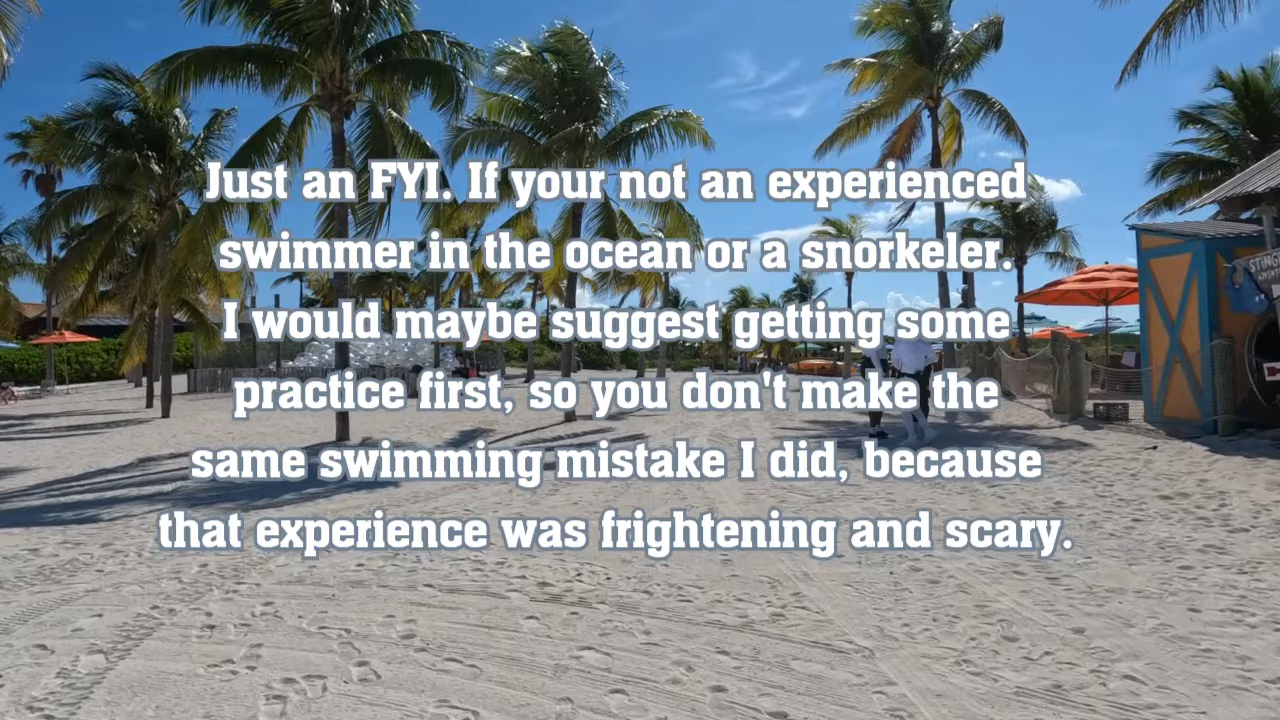 Just an FYI. If your not an experienced
swimmer in the ocean or a snorkeler.
I would maybe suggest getting some
practice first, so you don't make the
same swimming mistake I did, because
that experience was frightening and scary.